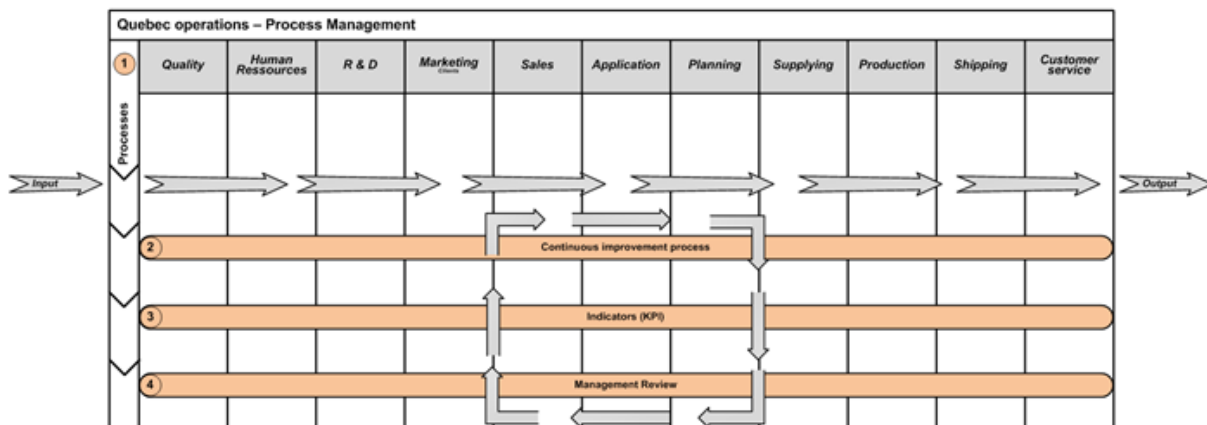 Quebec operations – Process Management
1
Quality
Human
Ressources
R & D
Marketing
Clients
Sales
Application
Planning
Supplying
Production
Shipping
Customer
service
Processes
Input
Output
2
Continuous improvement process
3
Indicators (KPI)
4
Management Review